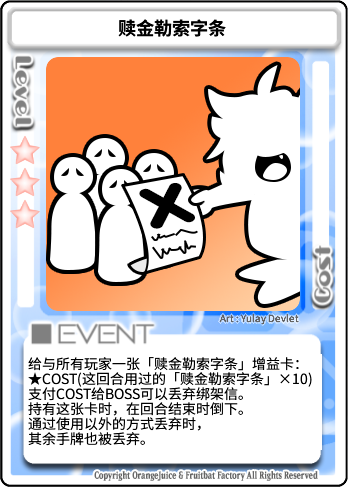 赎金勒索字条
Level
Cost
Art : Yulay Devlet
EVENT
给与所有玩家一张「赎金勒索字条」增益卡：
★COST(这回合用过的「赎金勒索字条」×10)
支付COST给BOSS可以丢弃绑架信。
持有这张卡时，在回合结束时倒下。
通过使用以外的方式丢弃时，
其余手牌也被丢弃。
Copyright Orangejuice & Fruitbat Factory All Rights Reserved